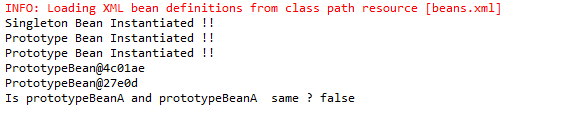 INFO: Loading XML bean definitions from class path resource [beans.xml]
Singleton Bean Instantiated !!
Prototype Bean Instantiated !!
Prototype Bean Instantiated !!
PrototypeBean@4c01ae
PrototypeBean@27e0d
Is prototypeBeanA and prototypeBeanA  same ? false